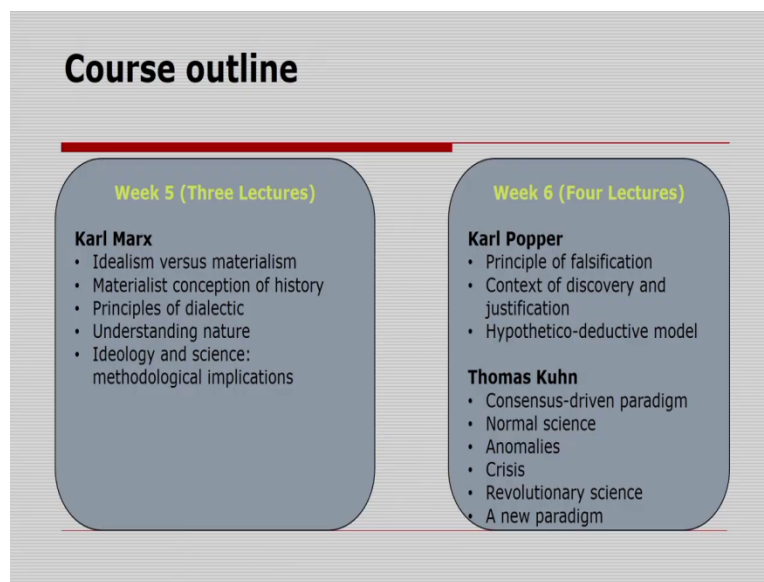 Course outline
Week 5 (Three Lectures)
Karl Marx
• Idealism versus materialism
• Materialist conception of history
• Principles of dialectic
• Understanding nature
• Ideology and science:
methodological implications
Week 6 (Four Lectures)
Karl Popper
• Principle of falsification
• Context of discovery and
justification
• Hypothetico-deductive model
Thomas Kuhn
• Consensus-driven paradigm
• Normal science
• Anomalies
• Crisis
• Revolutionary science
• A new paradigm